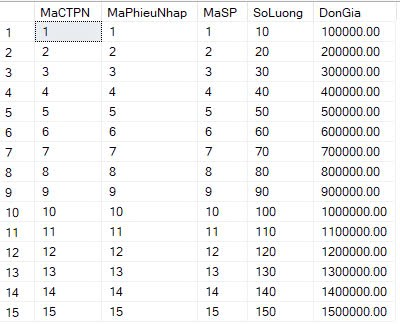 MaCTPN MaPhieuNhap MaSP SoLuong DonGia
1 1 1 1 10 100000.00
2 2 2 2 20 200000.00
3 3 3 3 30 300000.00
4 4 4 4 40 400000.00
5 5 5 5 50 500000.00
6 6 6 6 60 600000.00
7 7 7 7 70 700000.00
8 8 8 8 80 800000.00
9 9 9 9 90 900000.00
10 10 10 10 100 1000000.00
11 11 11 11 110 1100000.00
12 12 12 12 120 1200000.00
13 13 13 13 130 1300000.00
14 14 14 14 140 1400000.00
15 15 15 15 150 1500000.00